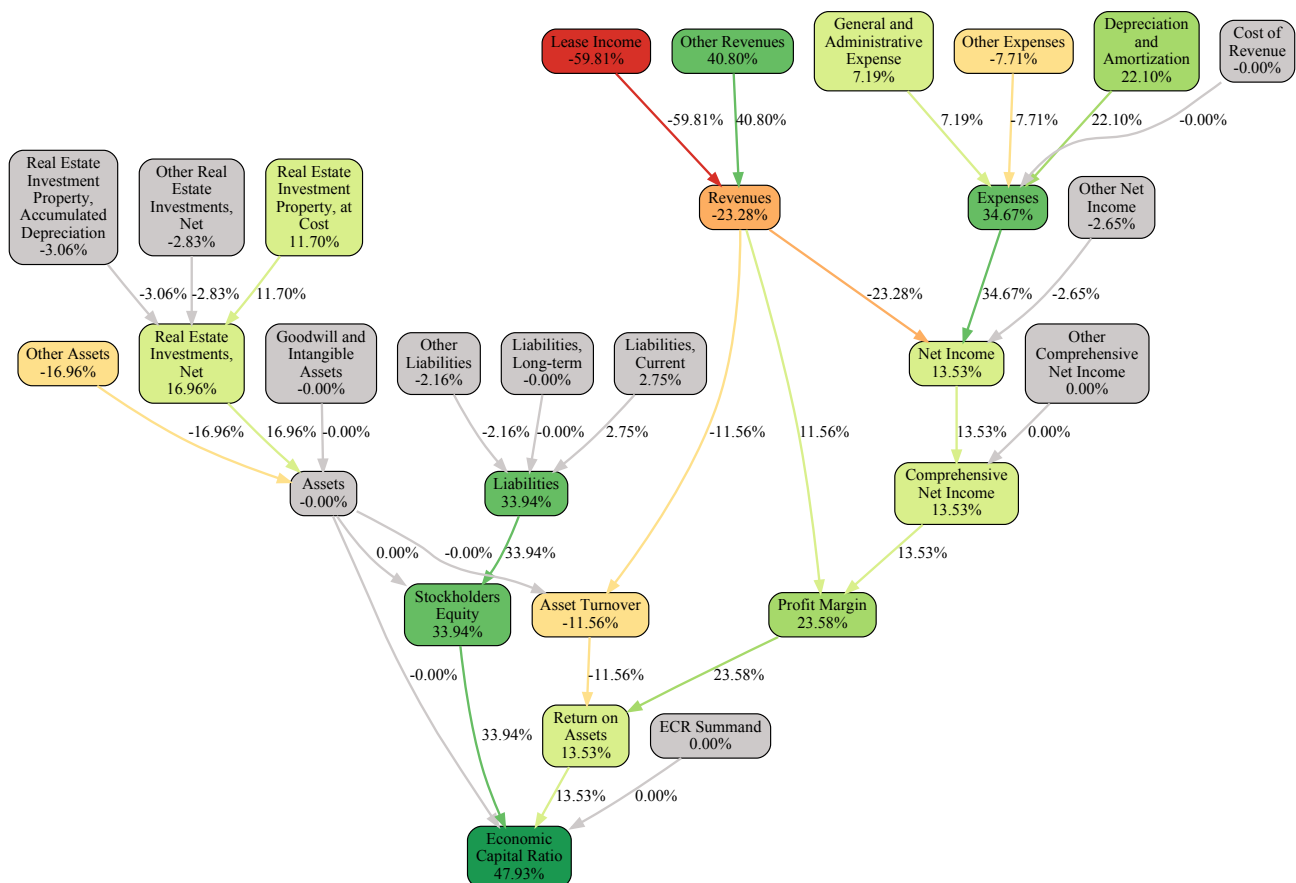 Lease Income
-59.81%
Other Revenues
40.80%
General and
Administrative
Expense
7.19%
Other Expenses
-7.71%
Depreciation
and
Amortization
22.10%
Cost of
Revenue
-0.00%
-59.81%
40.80%
7.19%
-7.71%
22.10%
-0.00%
Real Estate
Investment
Property,
Accumulated
Depreciation
-3.06%
Other Real
Estate
Investments,
Net
-2.83%
Real Estate
Investment
Property, at
Cost
11.70%
Revenues
-23.28%
Expenses
34.67%
Other Net
Income
-2.65%
-3.06%
-2.83%
11.70%
-23.28%
34.67%
-2.65%
Other Assets
-16.96%
Real Estate
Investments,
Net
16.96%
Goodwill and
Intangible
Assets
-0.00%
Other
Liabilities
-2.16%
Liabilities,
Long-term
-0.00%
Liabilities,
Current
2.75%
Net Income
13.53%
Other
Comprehensive
Net Income
0.00%
-16.96%
16.96%
-0.00%
-2.16%
-0.00%
2.75%
-11.56%
11.56%
13.53%
0.00%
Assets
-0.00%
Liabilities
33.94%
Comprehensive
Net Income
13.53%
0.00%
-0.00%
33.94%
13.53%
Stockholders
Equity
33.94%
Asset Turnover
-11.56%
Profit Margin
23.58%
-0.00%
-11.56%
23.58%
Return on
Assets
13.53%
ECR Summand
0.00%
33.94%
13.53%
0.00%
Economic
Capital Ratio
47.93%